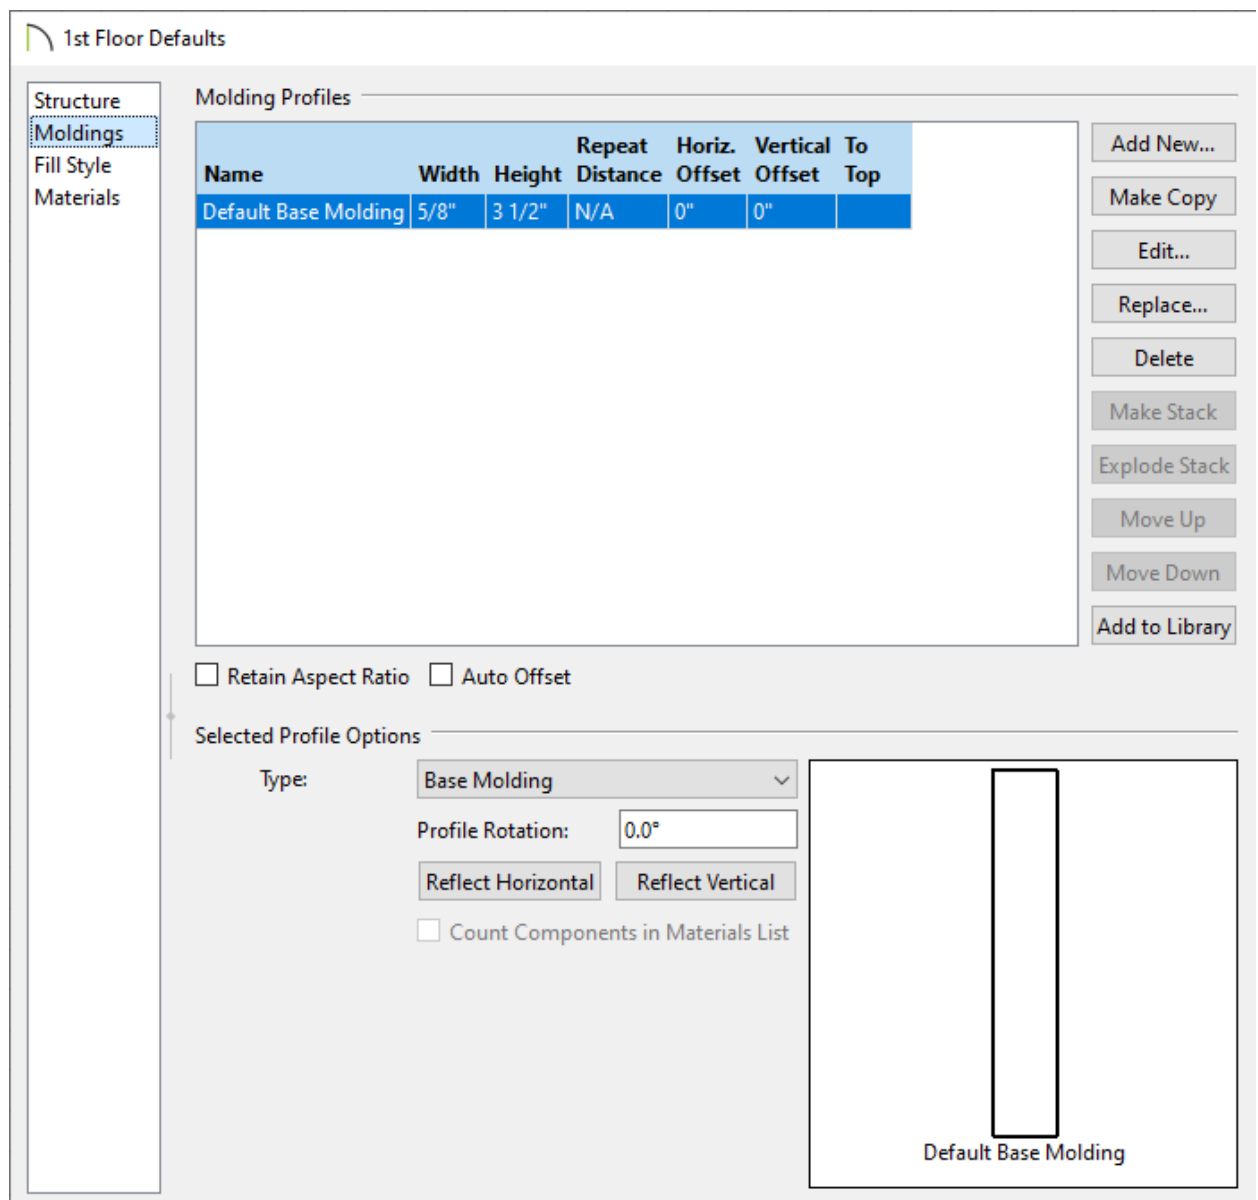 1st Floor Defaults
Structure
Moldings
Fill Style
Materials
Molding Profiles
Name Width Height Repeat Distance Horiz. Offset Vertical Offset To Top
Default Base Molding 5/8" 3 1/2" N/A 0" 0"
Add New...
Make Copy
Edit...
Replace...
Delete
Make Stack
Explode Stack
Move Up
Move Down
Add to Library
Retain Aspect Ratio Auto Offset
Selected Profile Options
Type: Base Molding
Profile Rotation: 0.0°
Reflect Horizontal Reflect Vertical
Count Components in Materials List
Default Base Molding